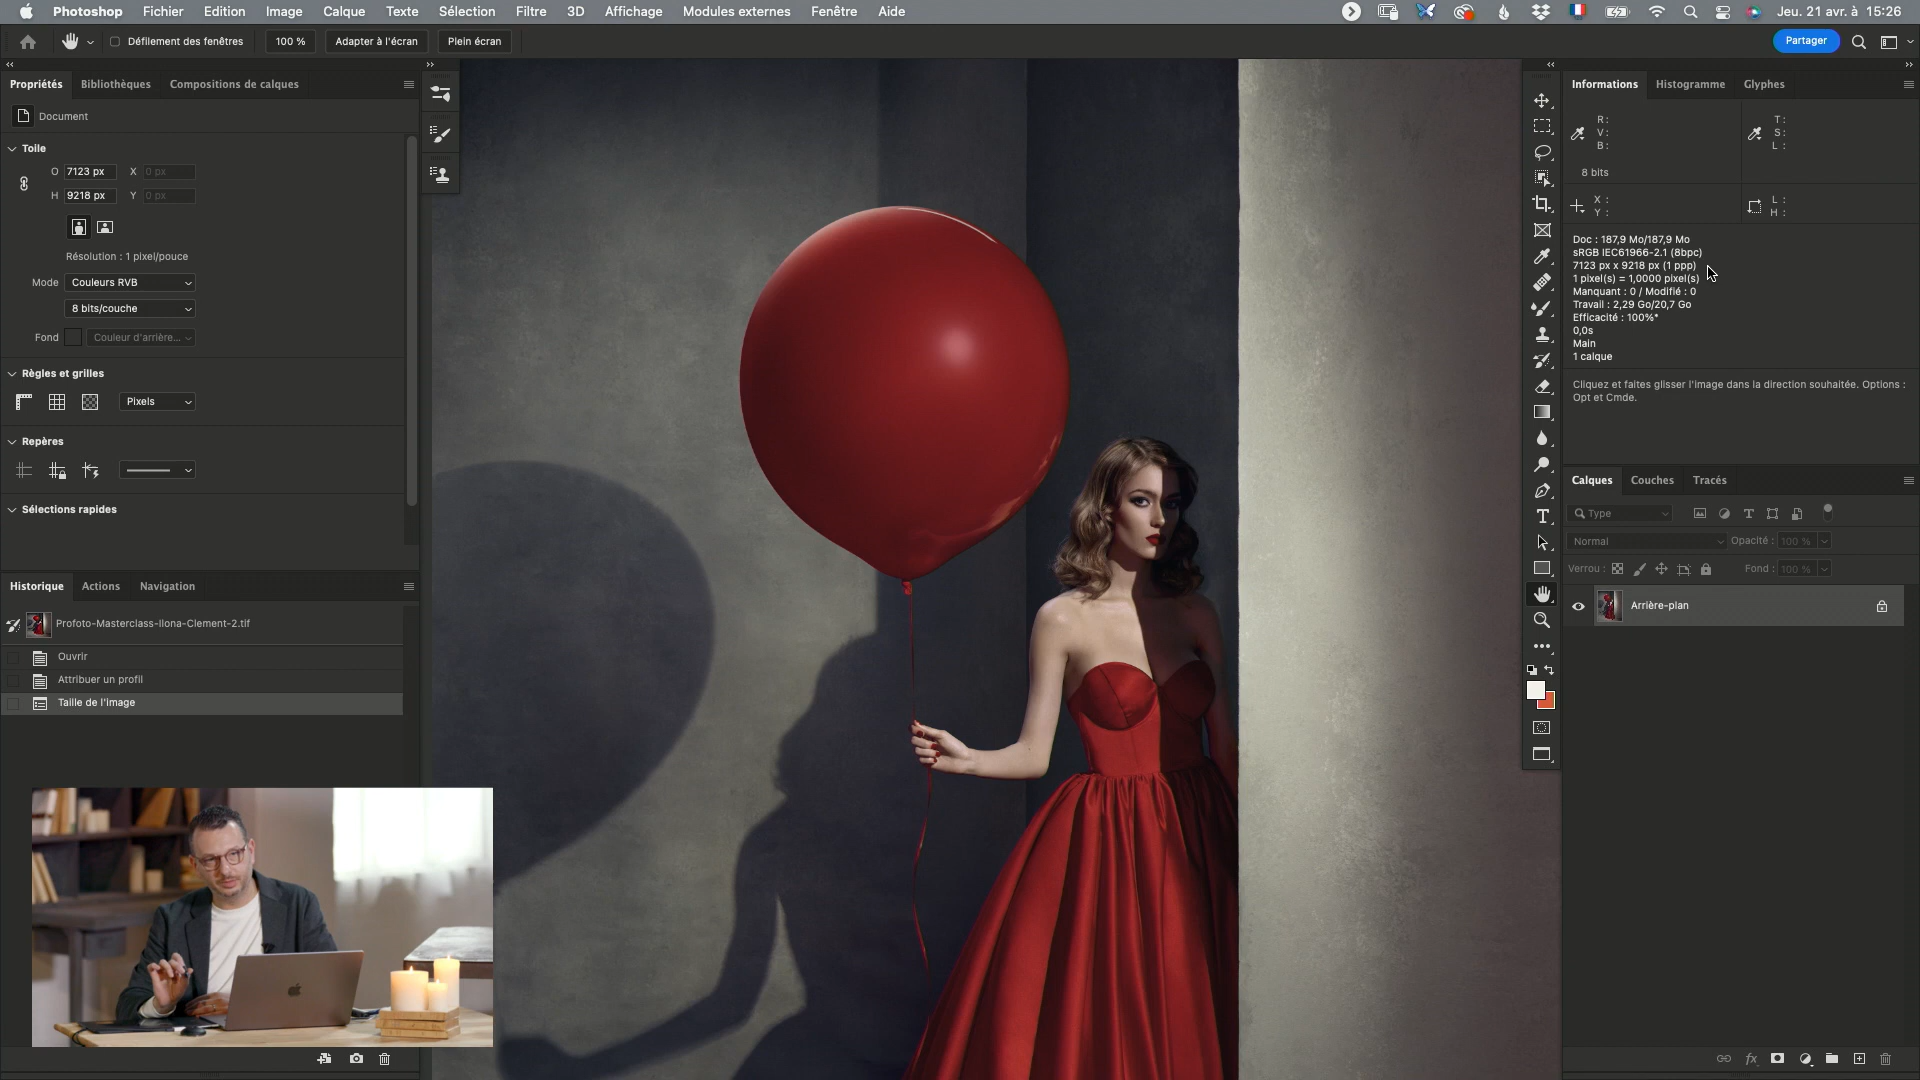 Photoshop Fichier Edition Image Calque Texte Sélection Filtre 3D Affichage Modules externes Fenêtre Aide Jeu. 21 avr. à 15:26
Défilement des fenêtres 100 % Adapter à l'écran Plein écran Partager
Propriétés Bibliothèques Compositions de calques
Document
Toile
O 7123 px X 0 px
H 9218 px Y 0 px
Résolution : 1 pixel/pouce
Mode Couleurs RVB
8 bits/couche
Fond Couleur d'arrière...
Règles et grilles
Pixels
Repères
Sélections rapides
Historique Actions Navigation
Profoto-Masterclass-Ilona-Clement-2.tif
Ouvrir
Attribuer un profil
Taille de l'image
Informations Histogramme Glyphes
R : T :
V : S :
B : L :
8 bits
X : L :
Y : H :
Doc : 187,9 Mo/187,9 Mo
sRGB IEC61966-2.1 (8bpc)
7123 px x 9218 px (1 ppp)
1 pixel(s) = 1,0000 pixel(s)
Manquant : 0 / Modifié : 0
Travail : 2,29 Go/20,7 Go
Efficacité : 100%*
0,0s
Main
1 calque
Cliquez et faites glisser l'image dans la direction souhaitée. Options :
Opt et Cmde.
Calques Couches Tracés
Type
Normal Opacité : 100 %
Verrou : Fond : 100 %
Arrière-plan
fx